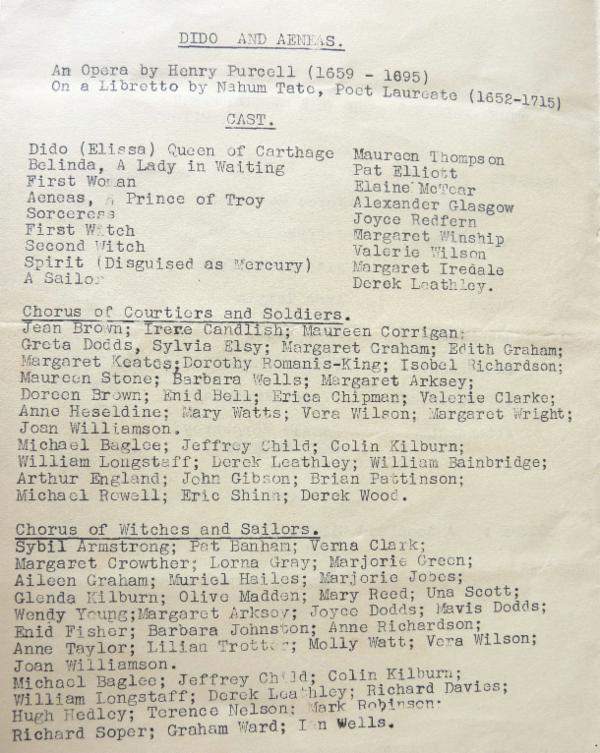 DIDO AND AENEAS.
An Opera by Henry Purcell (1659 - 1695)
On a Libretto by Nahum Tate, Poet Laureate (1652-1715)
CAST.
Dido (Elissa) Queen of Carthage Maureen Thompson
Belinda, A Lady in Waiting Pat Elliott
First Woman Elaine McTear
Aeneas, a Prince of Troy Alexander Glasgow
Sorceress Joyce Redfern
First Witch Margaret Winship
Second Witch Valerie Wilson
Spirit (Disguised as Mercury) Margaret Iredale
A Sailor Derek Leathley.
Chorus of Courtiers and Soldiers.
Jean Brown; Irene Candlish; Maureen Corrigan;
Greta Dodds, Sylvia Elsy; Margaret Graham; Edith Graham;
Margaret Keates;Dorothy Romanis-King; Isobel Richardson;
Maureen Stone; Barbara Wells; Margaret Arksey;
Doreen Brown; Enid Bell; Erica Chipman; Valerie Clarke;
Anne Heseldine; Mary Watts; Vera Wilson; Margaret Wright;
Joan Williamson.
Michael Baglee; Jeffrey Child; Colin Kilburn;
William Longstaff; Derek Leathley; William Bainbridge;
Arthur England; John Gibson; Brian Pattinson;
Michael Rowell; Eric Shinn; Derek Wood.
Chorus of Witches and Sailors.
Sybil Armstrong; Pat Banham; Verna Clark;
Margaret Crowther; Lorna Gray; Marjorie Green;
Aileen Graham; Muriel Hailes; Marjorie Jobes;
Glenda Kilburn; Olive Madden; Mary Reed; Una Scott;
Wendy Young;Margaret Arksey; Joyce Dodds; Mavis Dodds;
Enid Fisher; Barbara Johnston; Anne Richardson;
Anne Taylor; Lilian Trotter; Molly Watt; Vera Wilson;
Joan Williamson.
Michael Baglee; Jeffrey Child; Colin Kilburn;
William Longstaff; Derek Leathley; Richard Davies;
Hugh Hedley; Terence Nelson; Mark Robinson;
Richard Soper; Graham Ward; Ian Wells.